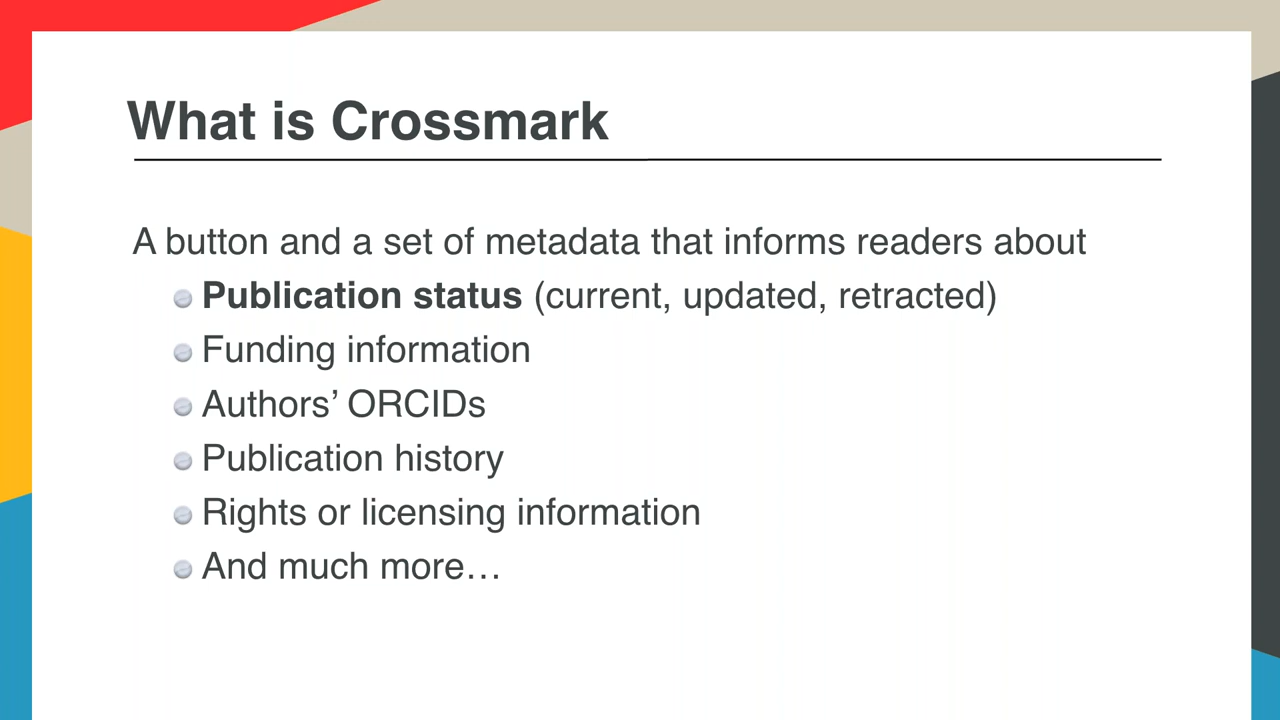 What is Crossmark
A button and a set of metadata that informs readers about
Publication status (current, updated, retracted)
Funding information
Authors’ ORCIDs
Publication history
Rights or licensing information
And much more…